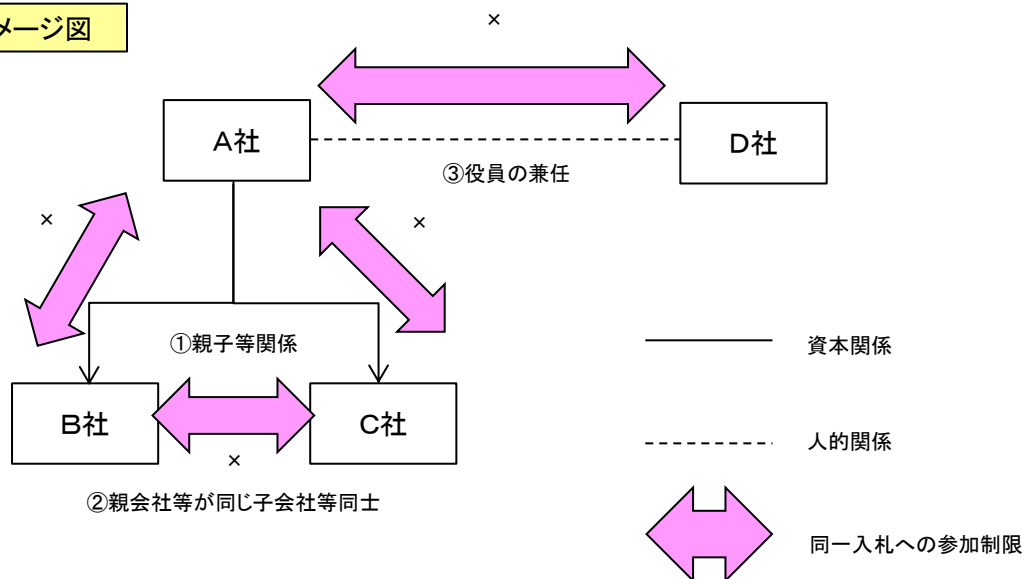 メージ図
×
A社
D社
③役員の兼任
×
×
①親子等関係
資本関係
B社
C社
×
人的関係
②親会社等が同じ子会社等同士
同一入札への参加制限